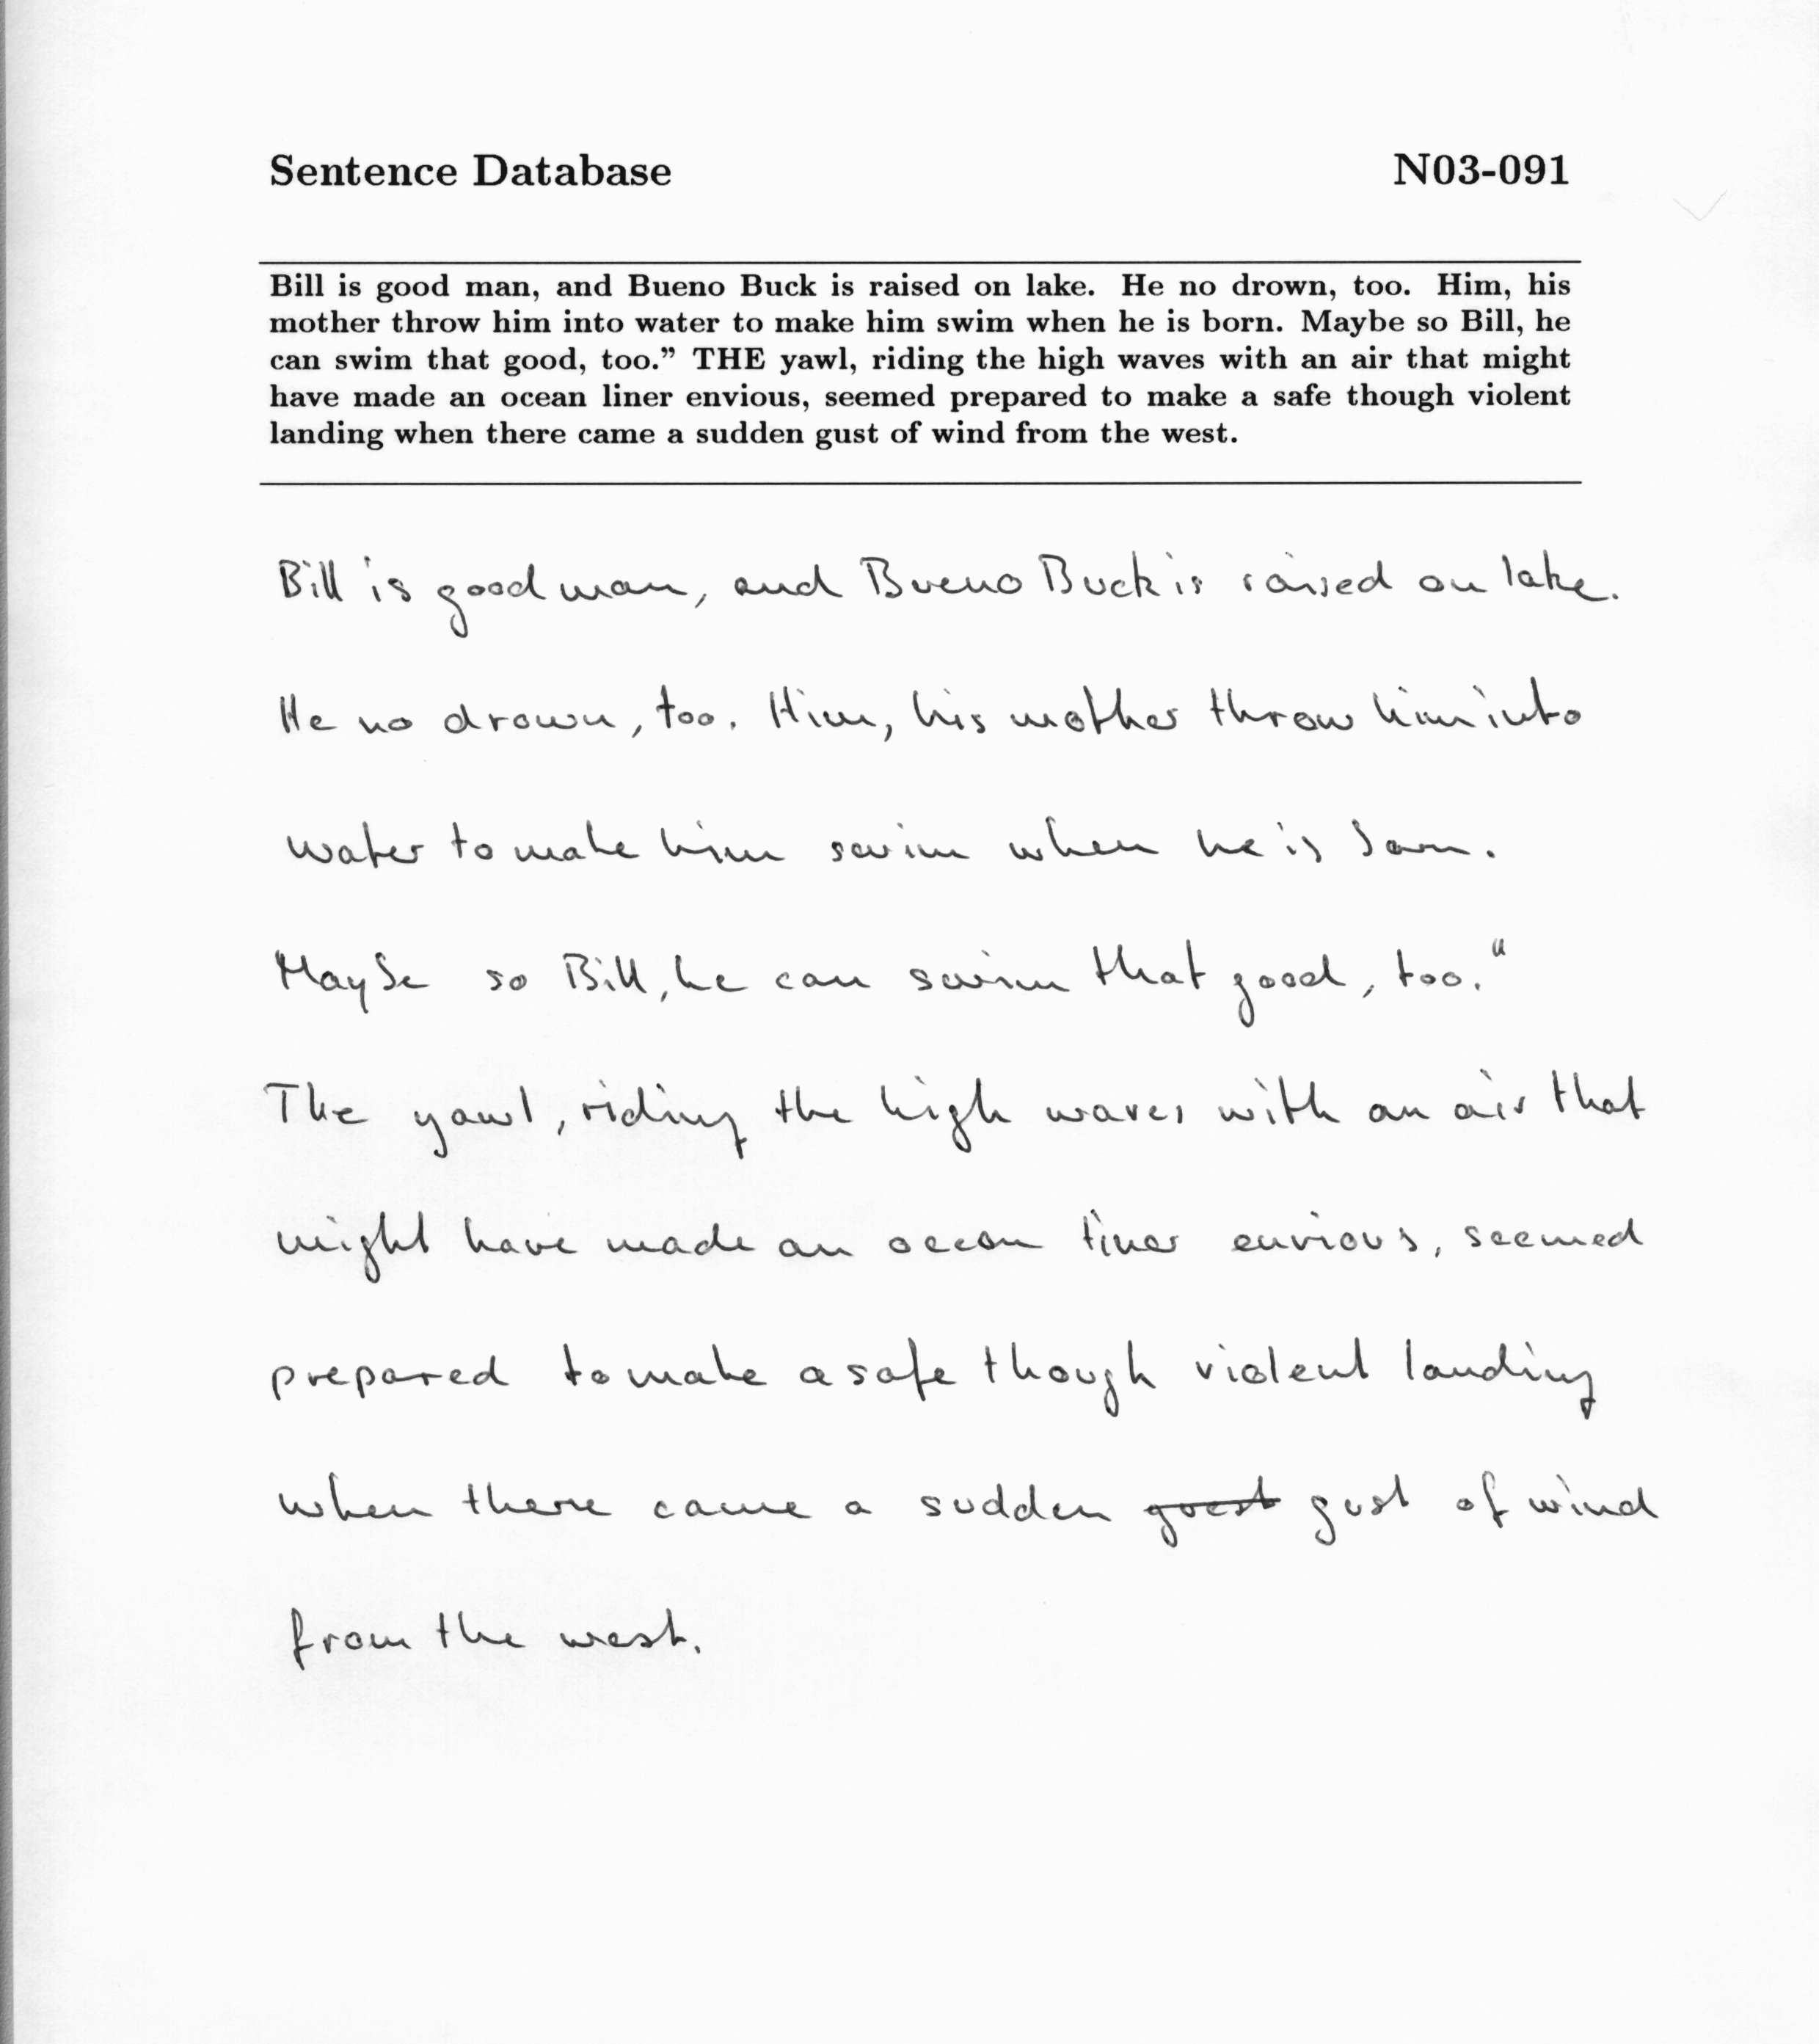 Sentence Database N03-091
Bill is good man, and Bueno Buck is raised on lake. He no drown, too. Him, his
mother throw him into water to make him swim when he is born. Maybe so Bill, he
can swim that good, too.” THE yawl, riding the high waves with an air that might
have made an ocean liner envious, seemed prepared to make a safe though violent
landing when there came a sudden gust of wind from the west.
Bill is good man, and Bueno Buck is raised on lake.
He no drown, too. Him, his mother throw him into
water to make him swim when he is born.
Maybe so Bill, he can swim that good, too."
The yawl, riding the high waves with an air that
might have made an ocean liner envious, seemed
prepared to make a safe though violent landing
when there came a sudden gust of wind
from the west.